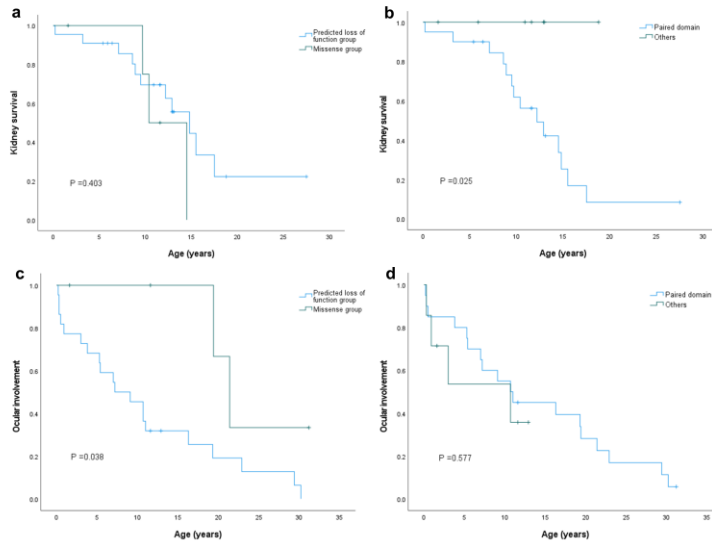 a
Kidney survival
1.0
0.8
0.6
0.4
0.2
0.0
P =0.403
Predicted loss of
function group
Missense group
0 5 10 15 20 25 30
Age (years)
b
Kidney survival
1.0
0.8
0.6
0.4
0.2
0.0
P =0.025
Paired domain
Others
0 5 10 15 20 25 30
Age (years)
c
Ocular involvement
1.0
0.8
0.6
0.4
0.2
0.0
P =0.038
Predicted loss of
function group
Missense group
0 5 10 15 20 25 30 35
Age (years)
d
Ocular involvement
1.0
0.8
0.6
0.4
0.2
0.0
P =0.577
Paired domain
Others
0 5 10 15 20 25 30 35
Age (years)